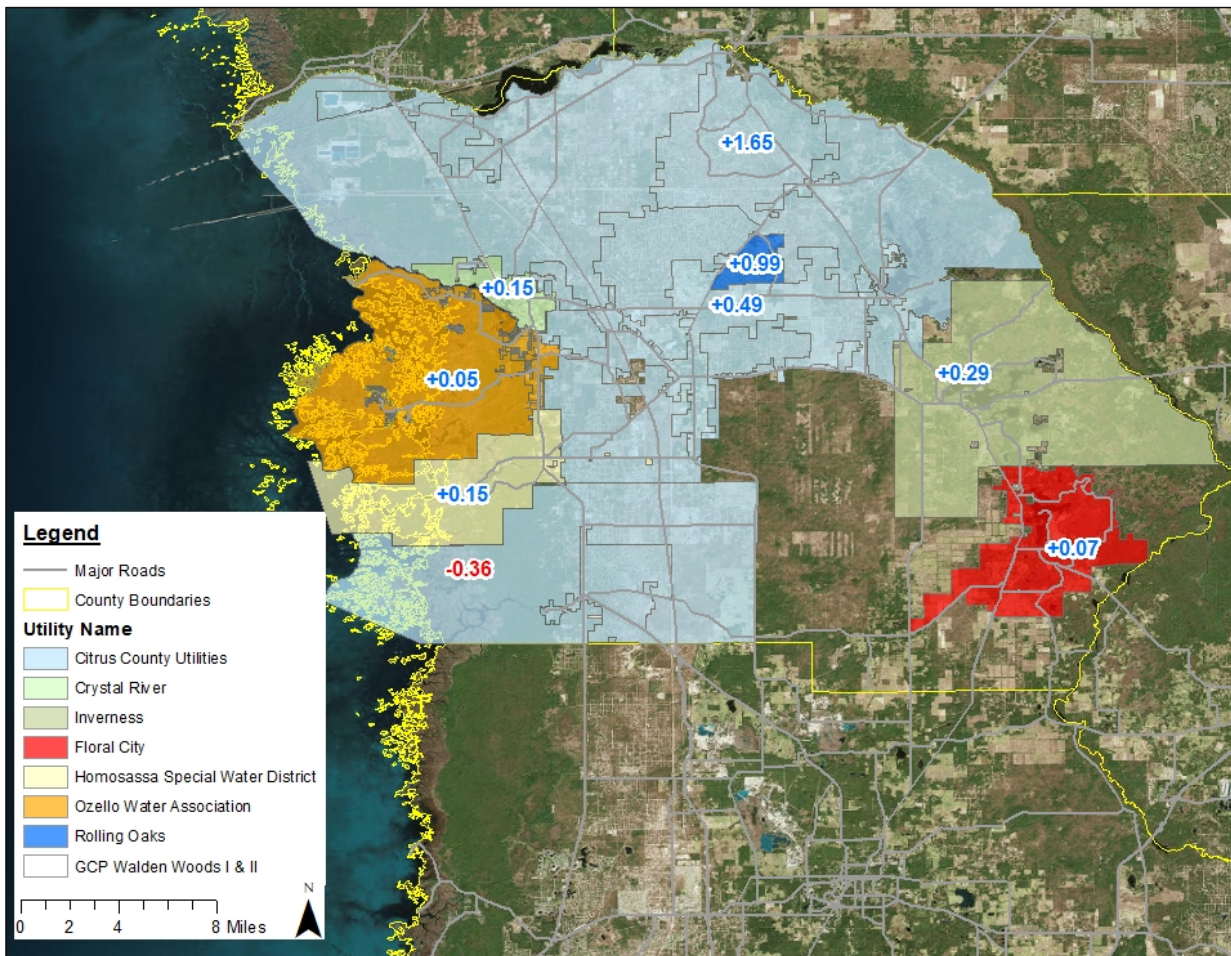 +1.65
+0.99
+0.15
+0.49
+0.05
+0.29
+0.15
+0.07
-0.36
Legend
Major Roads
County Boundaries
Utility Name
Citrus County Utilities
Crystal River
Inverness
Floral City
Homosassa Special Water District
Ozello Water Association
Rolling Oaks
GCP Walden Woods I & II
N
0 2 4 8 Miles